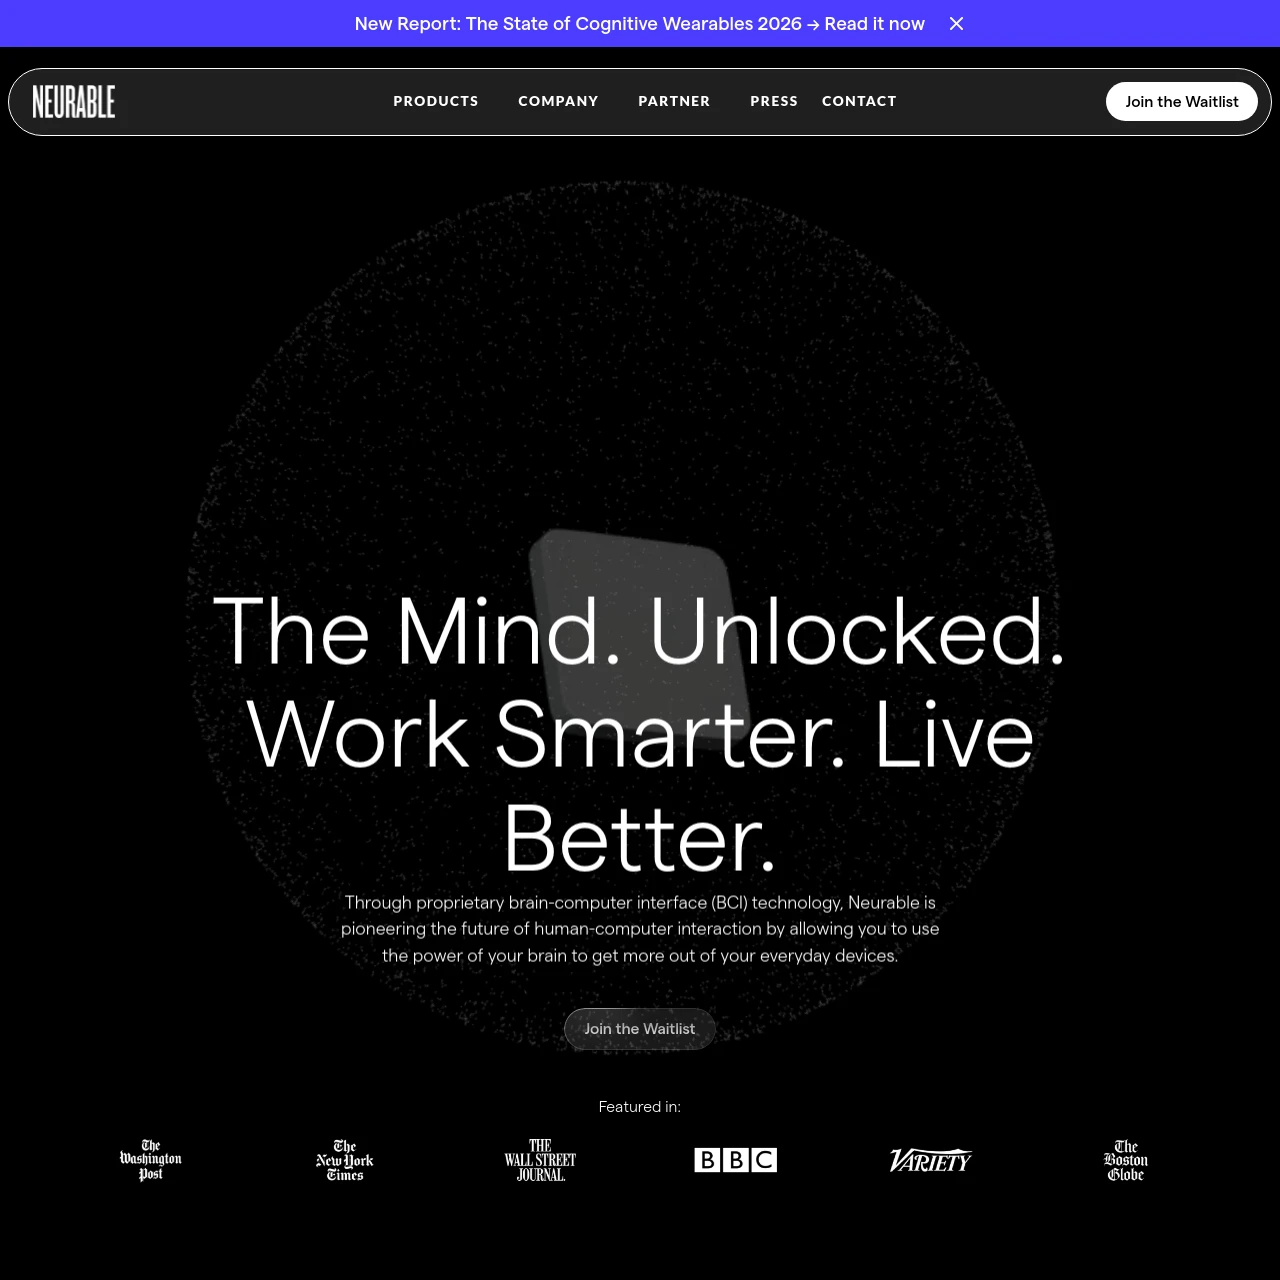 New Report: The State of Cognitive Wearables 2026 → Read it now
NEURABLE
PRODUCTS
COMPANY
PARTNER
PRESS
CONTACT
Join the Waitlist
The Mind. Unlocked.
Work Smarter. Live
Better.
Through proprietary brain-computer interface (BCI) technology, Neurable is
pioneering the future of human-computer interaction by allowing you to use
the power of your brain to get more out of your everyday devices.
Join the Waitlist
Featured in:
The
Washington
Post
The
New York
Times
THE
WALL STREET
JOURNAL.
BBC
VARIETY
The
Boston
Globe